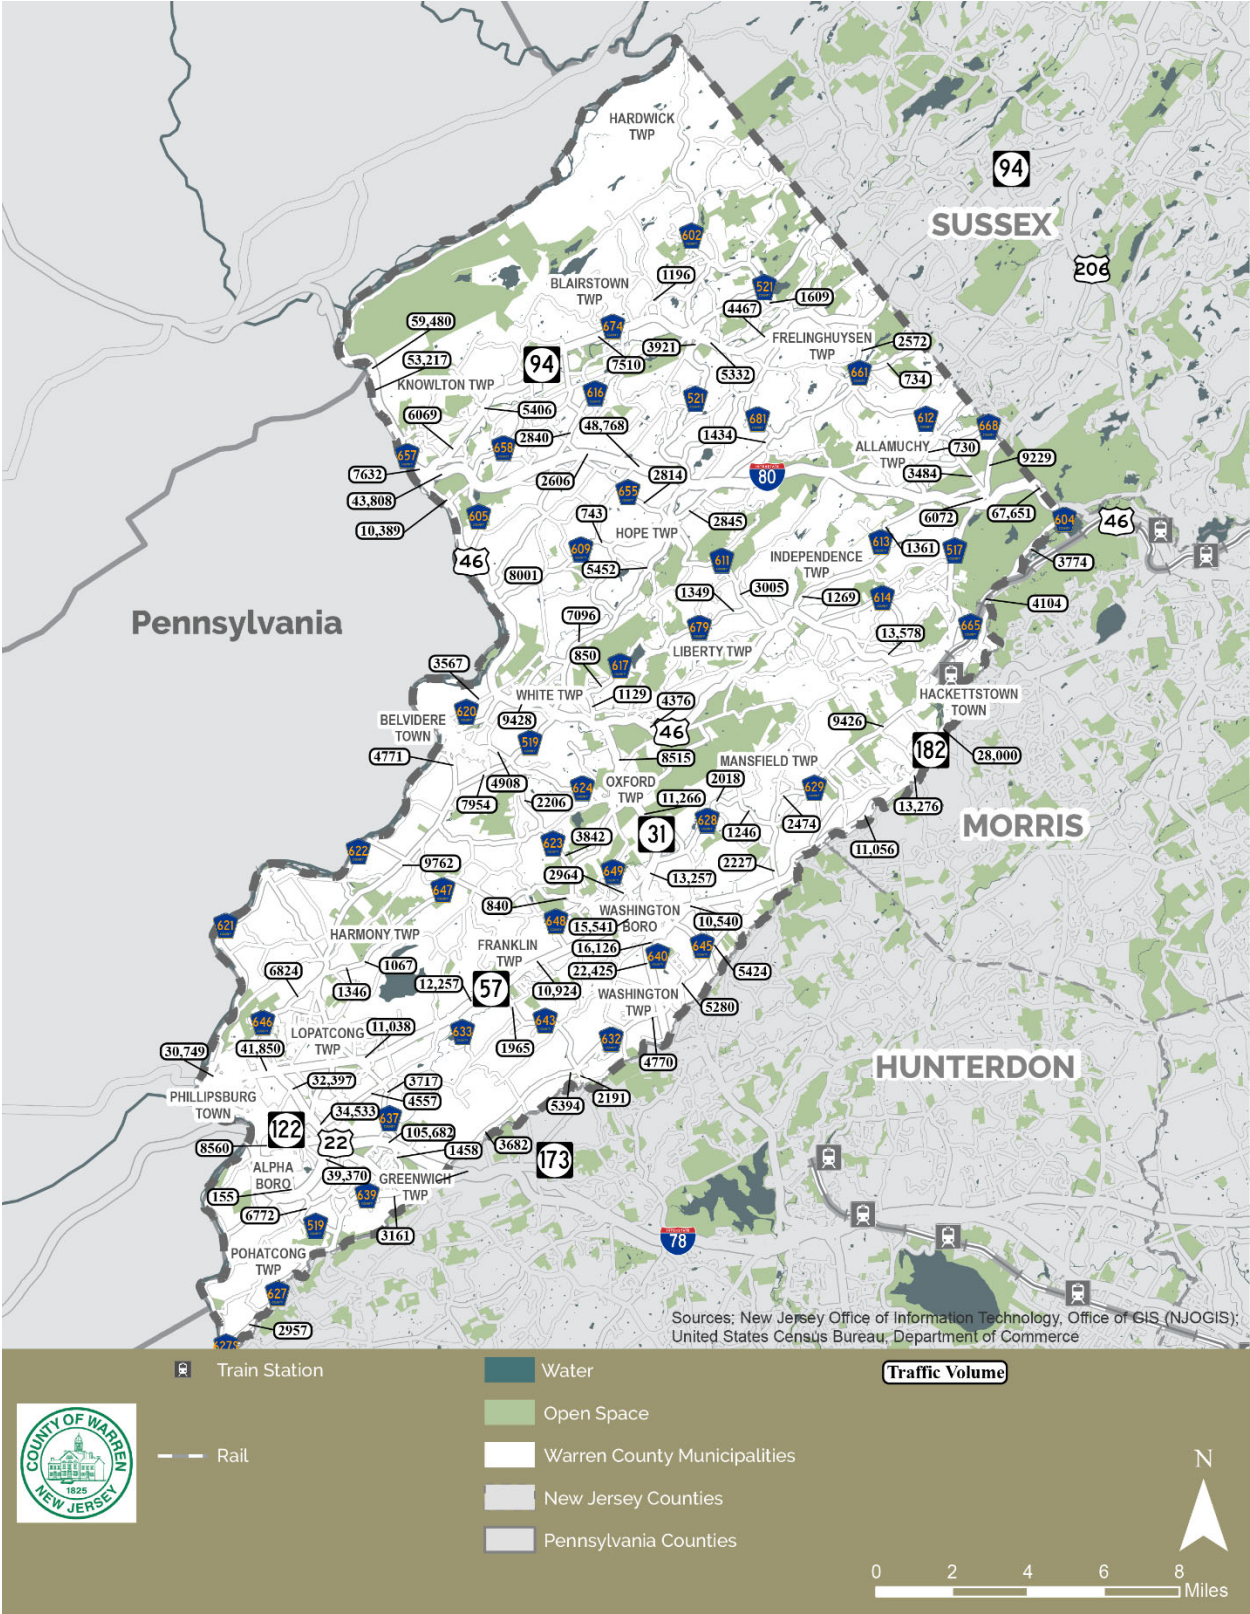 HARDWICK
TWP
94
SUSSEX
206
602
1196
BLAIRSTOWN
TWP
521
1609
4467
59,480
674
FRELINGHUYSEN
TWP
2572
3921
53,217
94
7510
5332
661
734
KNOWLTON TWP
616
521
6069
5406
681
612
668
48,768
2840
1434
657
658
ALLAMUCHY
TWP
730
9229
7632
2606
2814
80
3484
43,808
655
6072
67,651
10,389
605
743
2845
604
46
HOPE TWP
613
1361
517
609
INDEPENDENCE
TWP
46
5452
611
3774
8001
3005
1349
1269
614
4104
Pennsylvania
7096
679
13,578
665
850
LIBERTY TWP
3567
617
WHITE TWP
1129
4376
HACKETTSTOWN
TOWN
620
BELVIDERE
TOWN
9428
46
9426
519
182
4771
8515
MANSFIELD TWP
28,000
4908
OXFORD
TWP
2018
7954
2206
624
11,266
629
13,276
628
31
1246
2474
MORRIS
623
3842
11,056
622
9762
2964
649
13,257
2227
647
840
621
648
WASHINGTON
BORO
10,540
HARMONY TWP
15,541
FRANKLIN
TWP
16,126
645
640
5424
1067
22,425
6824
1346
12,257
57
10,924
WASHINGTON
TWP
5280
646
11,038
633
643
LOPATCONG
TWP
632
30,749
41,850
1965
4770
HUNTERDON
32,397
3717
PHILLIPSBURG
TOWN
4557
5394
2191
34,533
637
122
22
105,682
3682
8560
1458
173
ALPHA
BORO
39,370
GREENWICH
TWP
155
639
6772
519
3161
78
POHATCONG
TWP
627
2957
627S
Sources; New Jersey Office of Information Technology, Office of GIS (NJOGIS);
United States Census Bureau, Department of Commerce
Train Station
Water
Traffic Volume
Open Space
COUNTY OF WARREN
1825
NEW JERSEY
Rail
Warren County Municipalities
N
New Jersey Counties
Pennsylvania Counties
0 2 4 6 8
Miles